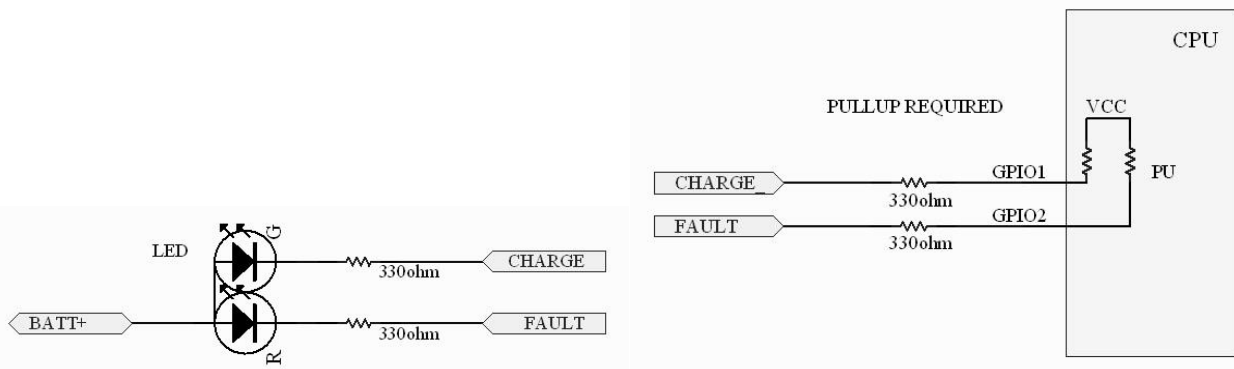 CPU
PULLUP REQUIRED
VCC
CHARGE_
330ohm
GPIO1
PU
FAULT
330ohm
GPIO2
LED
G
330ohm
CHARGE
BATT+
R
330ohm
FAULT